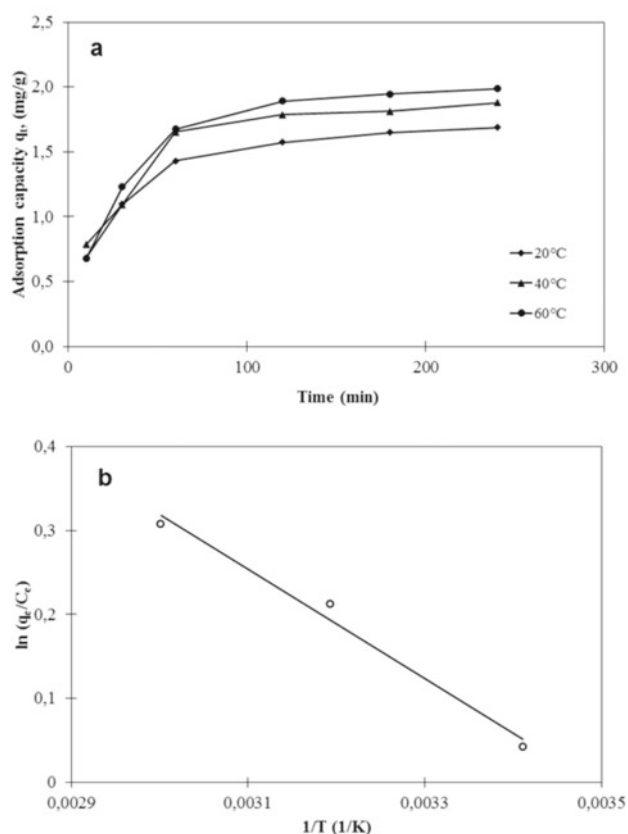 a
Adsorption capacity qt, (mg/g)
2,5
2,0
1,5
1,0
0,5
0,0
0 100 200 300
Time (min)
20°C
40°C
60°C
b
ln (qe/Ce)
0,4
0,3
0,2
0,1
0
0,0029 0,0031 0,0033 0,0035
1/T (1/K)